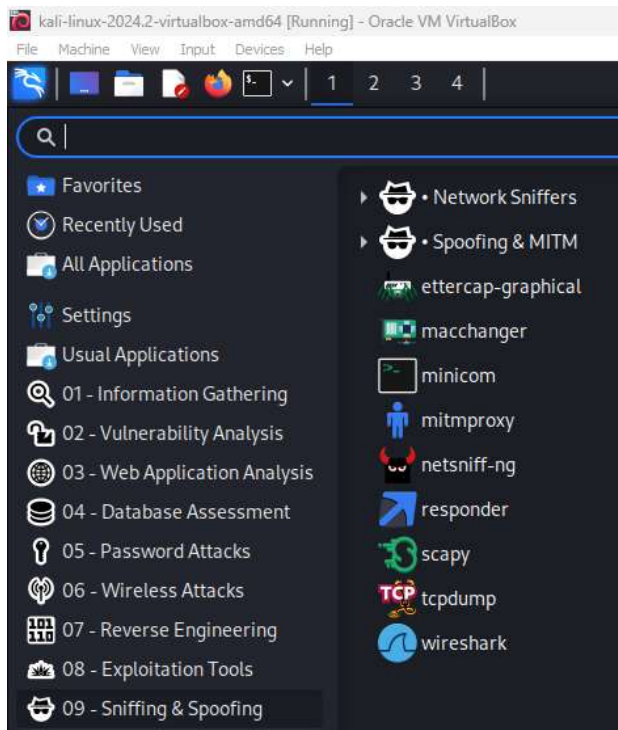 kali-linux-2024.2-virtualbox-amd64 [Running] - Oracle VM VirtualBox
File Machine View Input Devices Help
1 2 3 4
Favorites
Recently Used
All Applications
Settings
Usual Applications
01 - Information Gathering
02 - Vulnerability Analysis
03 - Web Application Analysis
04 - Database Assessment
05 - Password Attacks
06 - Wireless Attacks
07 - Reverse Engineering
08 - Exploitation Tools
09 - Sniffing & Spoofing
• Network Sniffers
• Spoofing & MITM
ettercap-graphical
macchanger
minicom
mitmproxy
netsniff-ng
responder
scapy
TCP tcpdump
wireshark